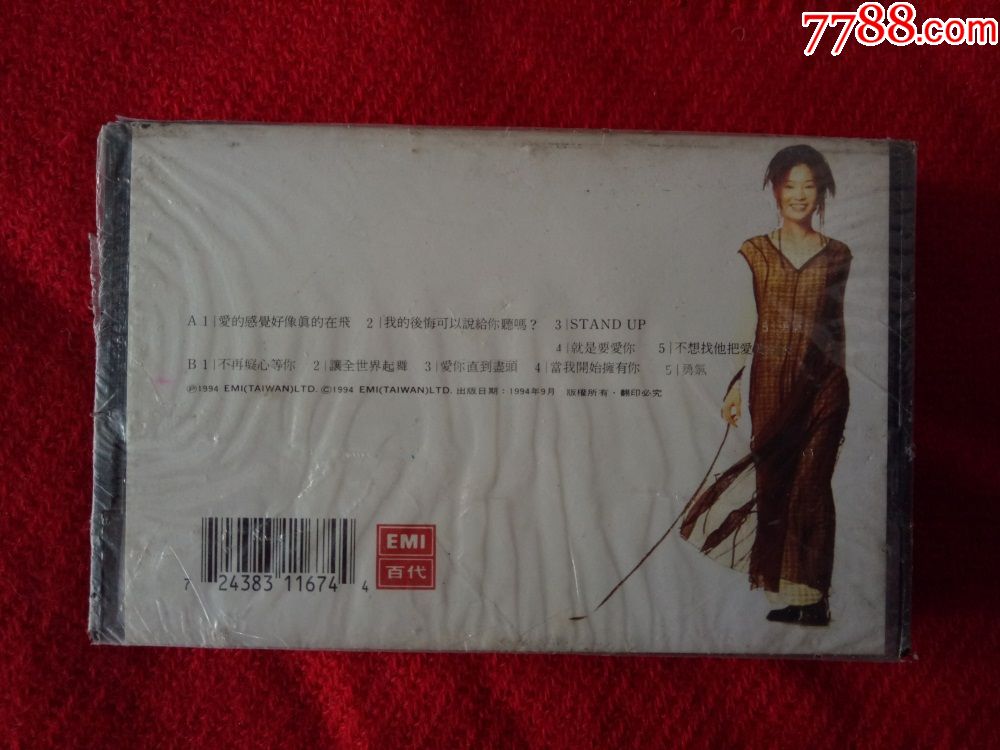 7788.com
A 1|愛的感覺好像眞的在飛 2|我的後悔可以說給你聽嗎? 3|STAND UP
4|就是要愛你 5|不想找他把愛
B 1|不再癡心等你 2|讓全世界起舞 3|愛你直到盡頭 4|當我開始擁有你 5|勇氣
Ⓟ1994 EMI(TAIWAN)LTD. ©1994 EMI(TAIWAN)LTD. 出版日期:1994年9月 版權所有·翻印必究
EMI
百代
7 24383 11674 4